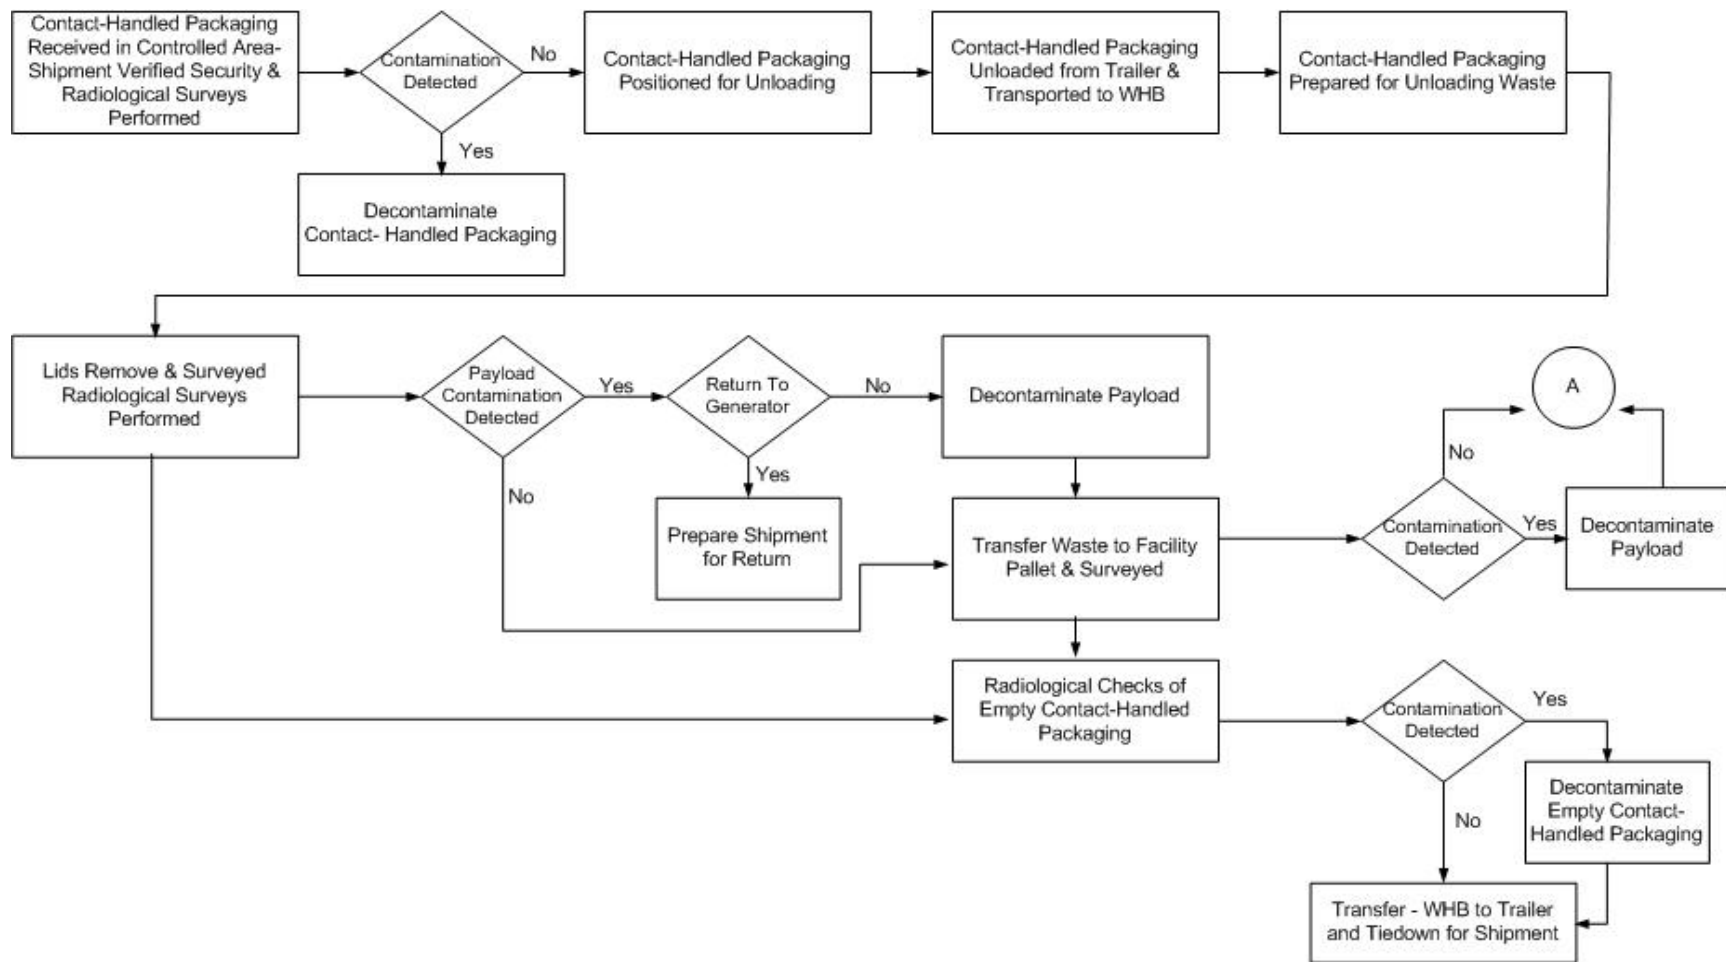 Contact-Handled Packaging
Received in Controlled Area-
Shipment Verified Security &
Radiological Surveys
Performed
Contamination
Detected
No
Yes
Decontaminate
Contact- Handled Packaging
Contact-Handled Packaging
Positioned for Unloading
Contact-Handled Packaging
Unloaded from Trailer &
Transported to WHB
Contact-Handled Packaging
Prepared for Unloading Waste
Lids Remove & Surveyed
Radiological Surveys
Performed
Payload
Contamination
Detected
Yes
No
Return To
Generator
No
Yes
Prepare Shipment
for Return
Decontaminate Payload
Transfer Waste to Facility
Pallet & Surveyed
Contamination
Detected
No
Yes
A
Decontaminate
Payload
Radiological Checks of
Empty Contact-Handled
Packaging
Contamination
Detected
Yes
No
Decontaminate
Empty Contact-
Handled Packaging
Transfer - WHB to Trailer
and Tiedown for Shipment